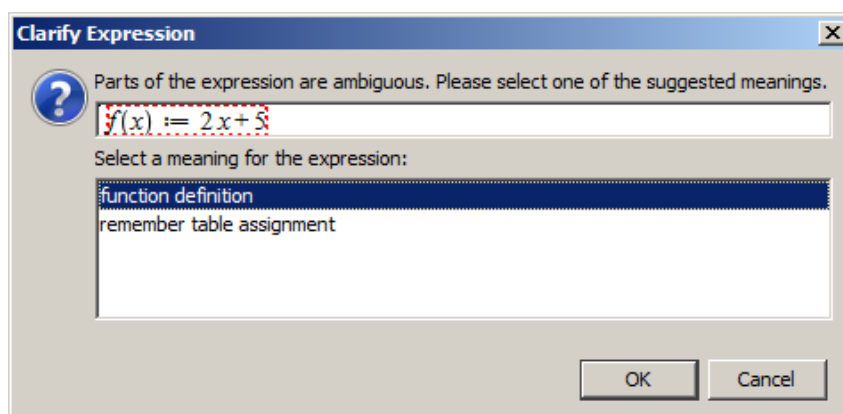 Clarify Expression
Parts of the expression are ambiguous. Please select one of the suggested meanings.
f(x) := 2x+5
Select a meaning for the expression:
function definition
remember table assignment
OK Cancel